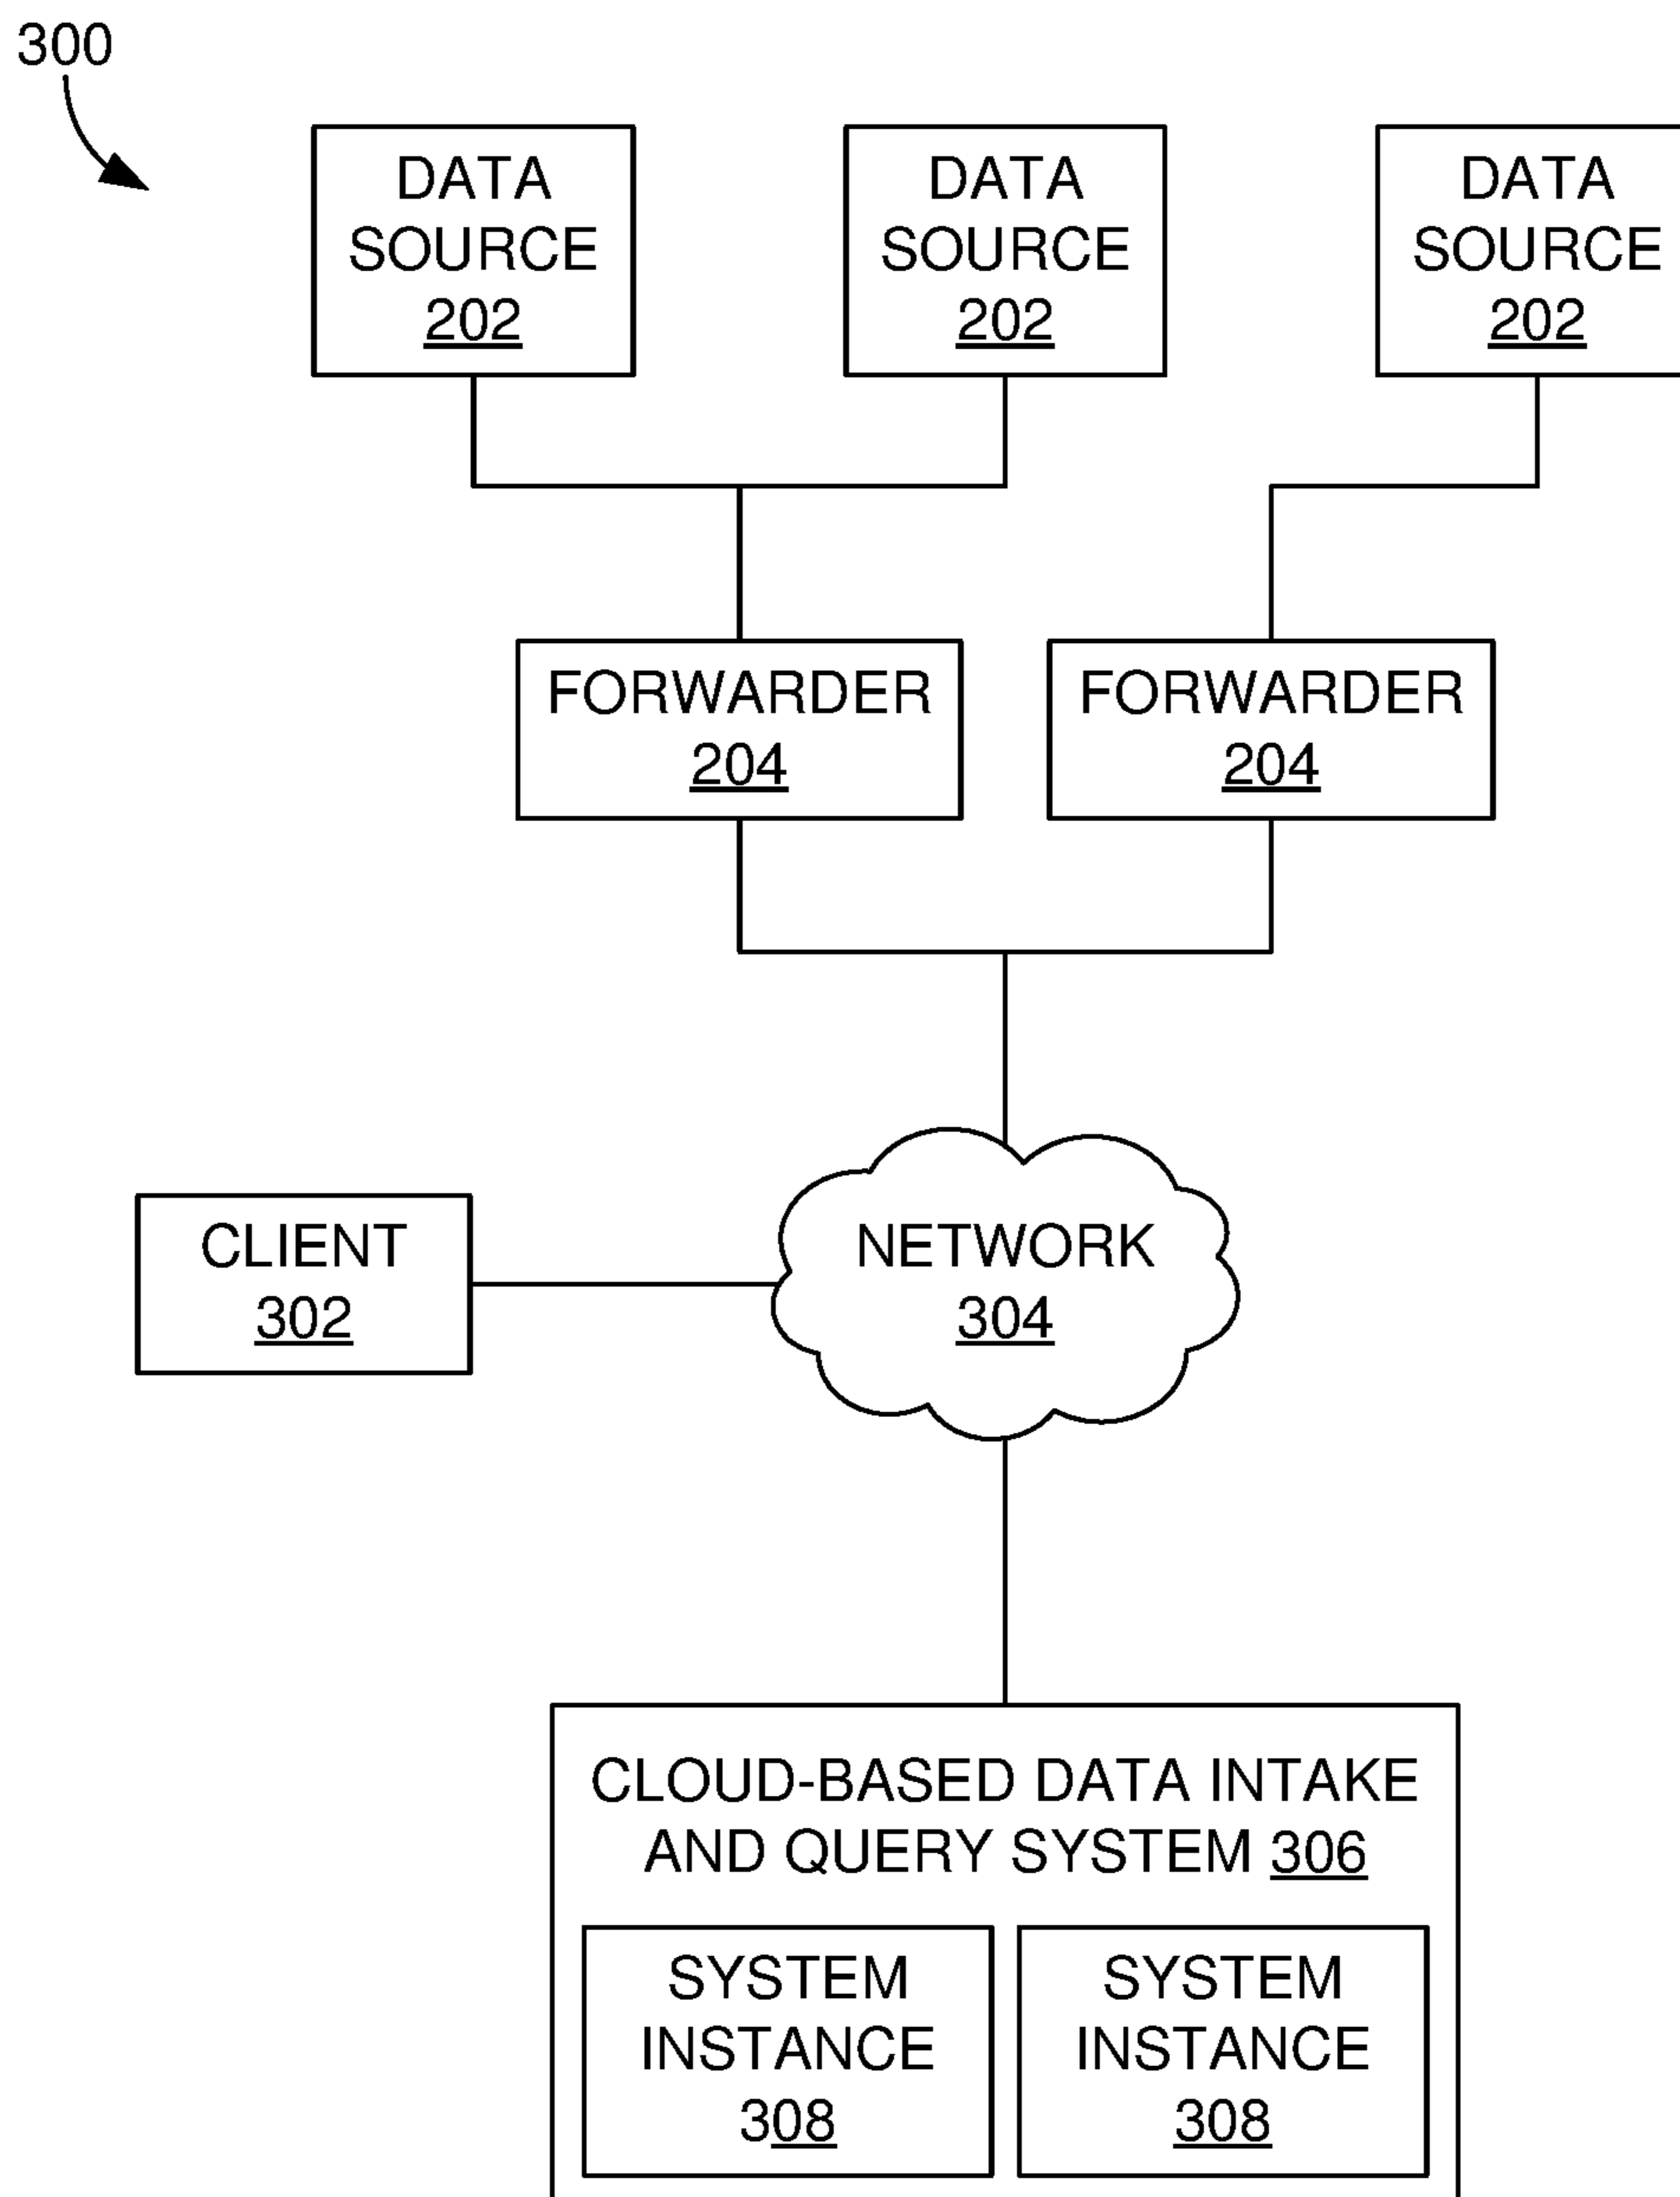 300
DATA
SOURCE
202
DATA
SOURCE
202
DATA
SOURCE
202
FORWARDER
204
FORWARDER
204
CLIENT
302
NETWORK
304
CLOUD-BASED DATA INTAKE
AND QUERY SYSTEM 306
SYSTEM
INSTANCE
308
SYSTEM
INSTANCE
308